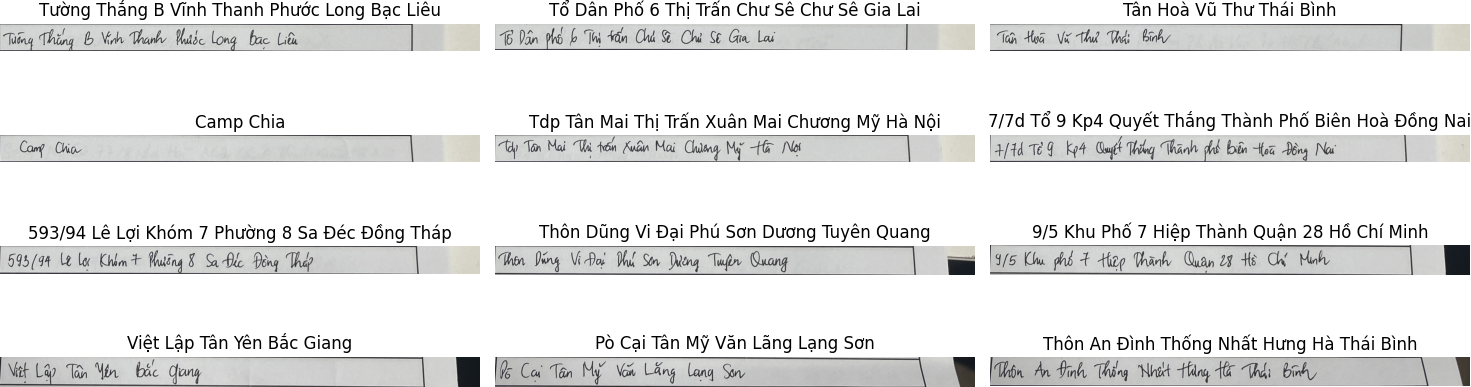 Tường Thắng B Vĩnh Thanh Phước Long Bạc Liêu
Tổ Dân Phố 6 Thị Trấn Chư Sê Chư Sê Gia Lai
Tân Hoà Vũ Thư Thái Bình
Tường Thắng B Vĩnh Thanh Phước Long Bạc Liêu
Tổ Dân phố 6 Thị trấn Chư Sê Chư Sê Gia Lai
Tân Hoà Vũ Thư Thái Bình
Camp Chia
Tdp Tân Mai Thị Trấn Xuân Mai Chương Mỹ Hà Nội
7/7d Tổ 9 Kp4 Quyết Thắng Thành Phố Biên Hoà Đồng Nai
Camp Chia
Tdp Tân Mai Thị trấn Xuân Mai Chương Mỹ Hà Nội
7/7d Tổ 9 Kp4 Quyết Thắng Thành phố Biên Hoà Đồng Nai
593/94 Lê Lợi Khóm 7 Phường 8 Sa Đéc Đồng Tháp
Thôn Dũng Vi Đại Phú Sơn Dương Tuyên Quang
9/5 Khu Phố 7 Hiệp Thành Quận 28 Hồ Chí Minh
593/94 Lê Lợi Khóm 7 Phường 8 Sa Đéc Đồng Tháp
Thôn Dũng Vi Đại Phú Sơn Dương Tuyên Quang
9/5 Khu phố 7 Hiệp Thành Quận 28 Hồ Chí Minh
Việt Lập Tân Yên Bắc Giang
Pò Cại Tân Mỹ Văn Lãng Lạng Sơn
Thôn An Đình Thống Nhất Hưng Hà Thái Bình
Việt Lập Tân Yên Bắc Giang
Pò Cại Tân Mỹ Văn Lãng Lạng Sơn
Thôn An Đình Thống Nhất Hưng Hà Thái Bình